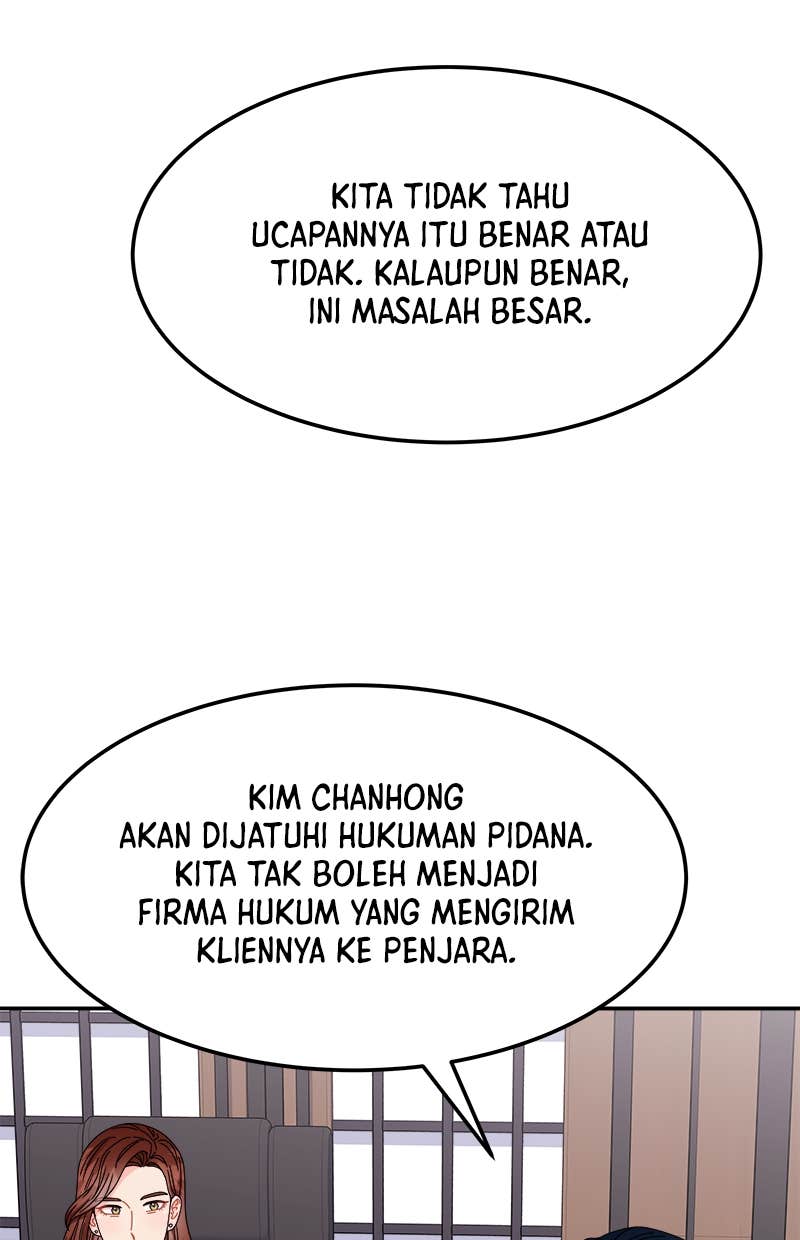 KITA TIDAK TAHU
UCAPANNYA ITU BENAR ATAU
TIDAK. KALAUPUN BENAR,
INI MASALAH BESAR.
KIM CHANHONG
AKAN DIJATUHI HUKUMAN PIDANA.
KITA TAK BOLEH MENJADI
FIRMA HUKUM YANG MENGIRIM
KLIENNYA KE PENJARA.